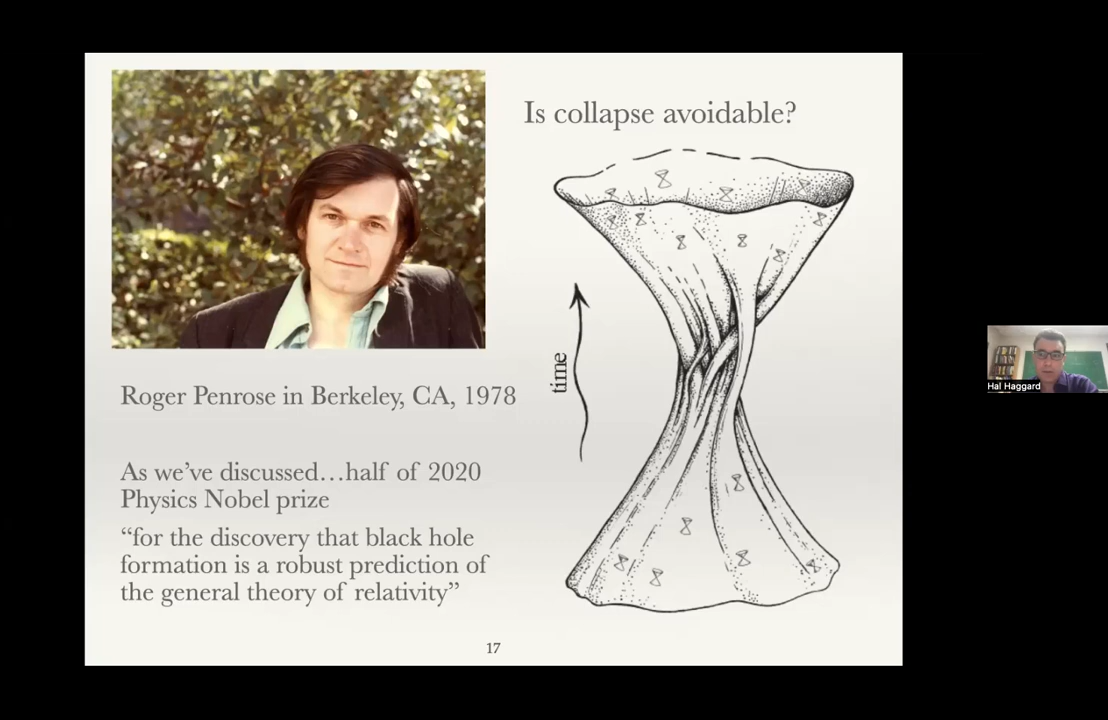 Is collapse avoidable?
time
Roger Penrose in Berkeley, CA, 1978
As we’ve discussed…half of 2020
Physics Nobel prize
“for the discovery that black hole
formation is a robust prediction of
the general theory of relativity”
17
Hal Haggard